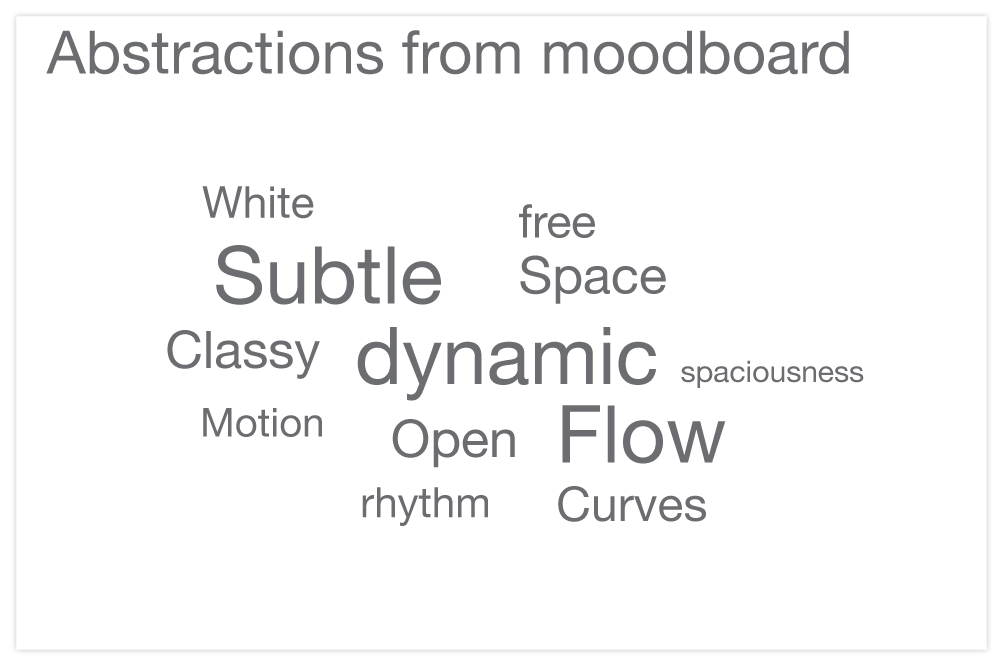 Abstractions from moodboard
White
free
Subtle
Space
Classy
dynamic
spaciousness
Motion
Open
Flow
rhythm
Curves